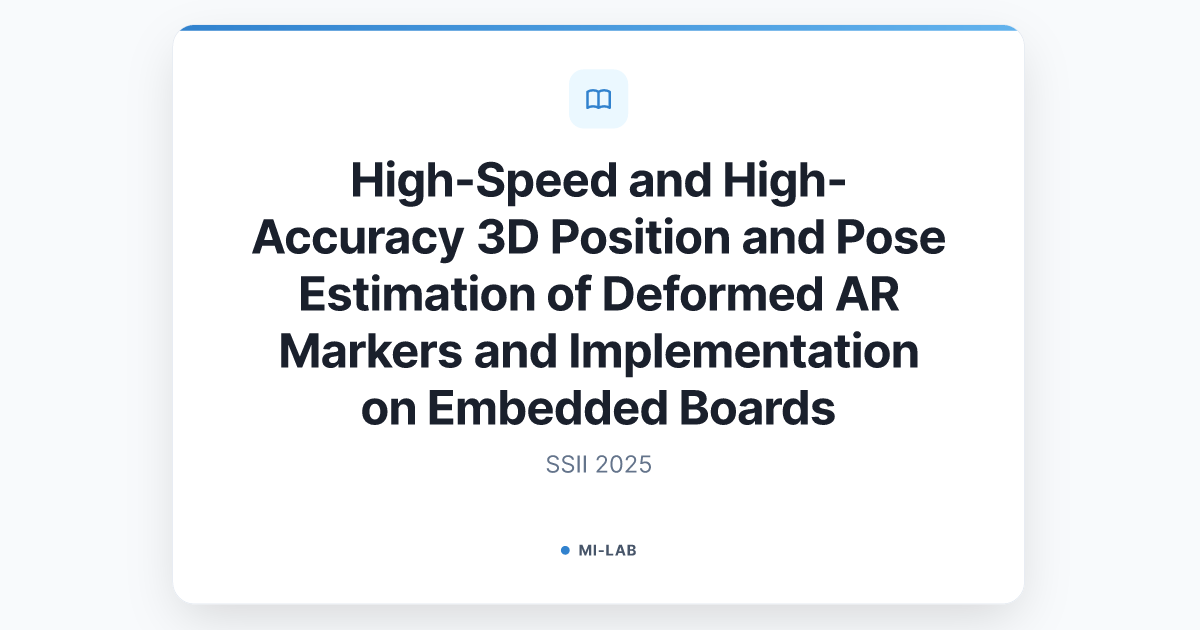 High-Speed and High-
Accuracy 3D Position and Pose
Estimation of Deformed AR
Markers and Implementation
on Embedded Boards
SSII 2025
MI-LAB